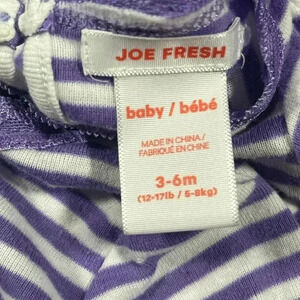 JOE FRESH
baby / bébé
MADE IN CHINA /
FABRIQUÉ EN CHINE
3-6m
(12-17lb / 5-8kg)